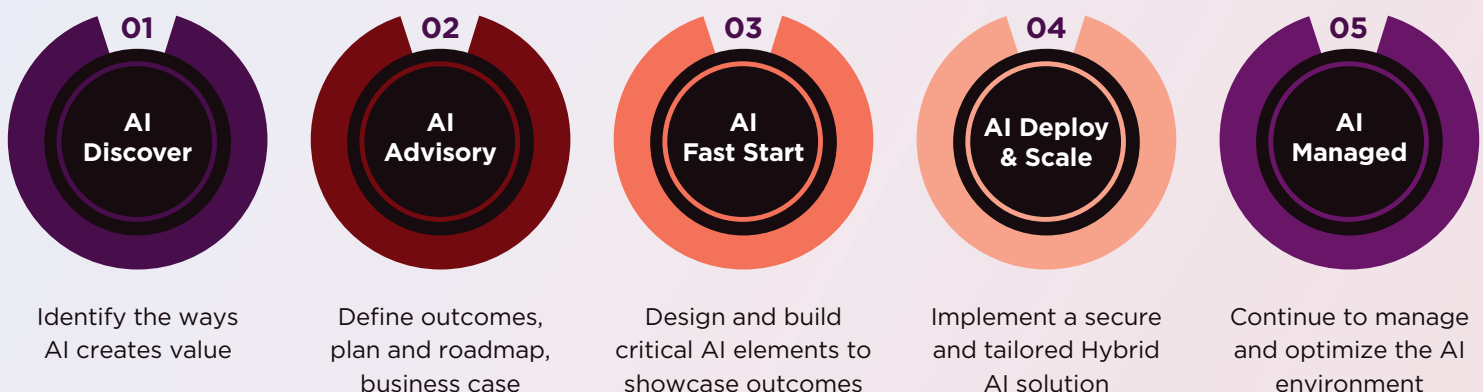 01
AI
Discover
Identify the ways
AI creates value
02
AI
Advisory
Define outcomes,
plan and roadmap,
business case
03
AI
Fast Start
Design and build
critical AI elements to
showcase outcomes
04
AI Deploy
& Scale
Implement a secure
and tailored Hybrid
AI solution
05
AI
Managed
Continue to manage
and optimize the AI
environment